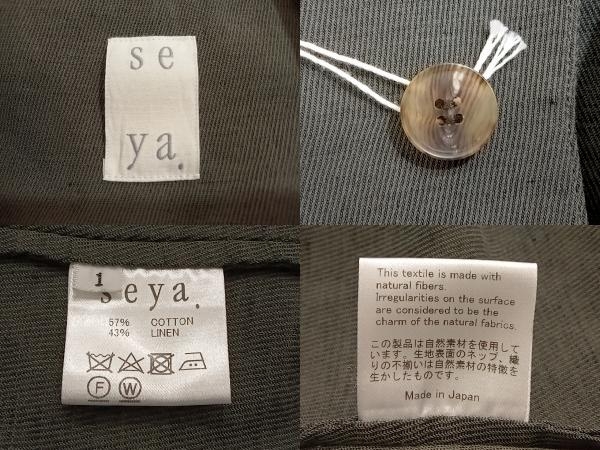 se
ya.
1
seya.
57% COTTON
43% LINEN
F W
This textile is made with
natural fibers.
Irregularities on the surface
are considered to be the
charm of the natural fabrics.
この製品は自然素材を使用して
います。生地表面のネップ、織
りの不揃いは自然素材の特徴を
生かしたものです。
Made in Japan